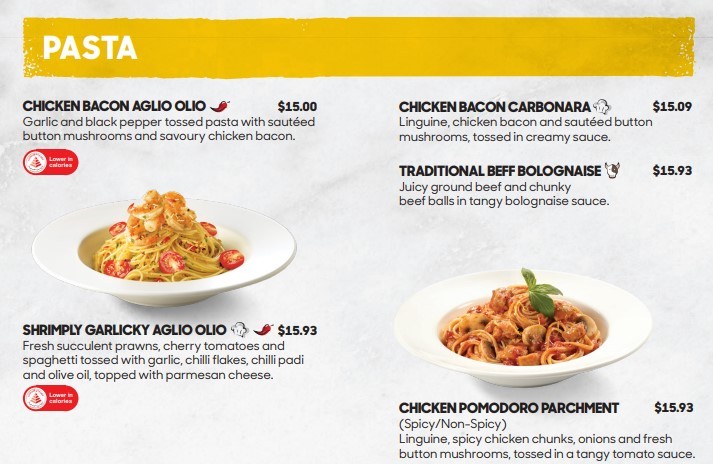 PASTA
CHICKEN BACON AGLIO OLIO $15.00
Garlic and black pepper tossed pasta with sautéed
button mushrooms and savoury chicken bacon.
Lower in
calories
SHRIMPLY GARLICKY AGLIO OLIO $15.93
Fresh succulent prawns, cherry tomatoes and
spaghetti tossed with garlic, chilli flakes, chilli padi
and olive oil, topped with parmesan cheese.
Lower in
calories
CHICKEN BACON CARBONARA $15.09
Linguine, chicken bacon and sautéed button
mushrooms, tossed in creamy sauce.
TRADITIONAL BEFF BOLOGNAISE $15.93
Juicy ground beef and chunky
beef balls in tangy bolognaise sauce.
CHICKEN POMODORO PARCHMENT $15.93
(Spicy/Non-Spicy)
Linguine, spicy chicken chunks, onions and fresh
button mushrooms, tossed in a tangy tomato sauce.